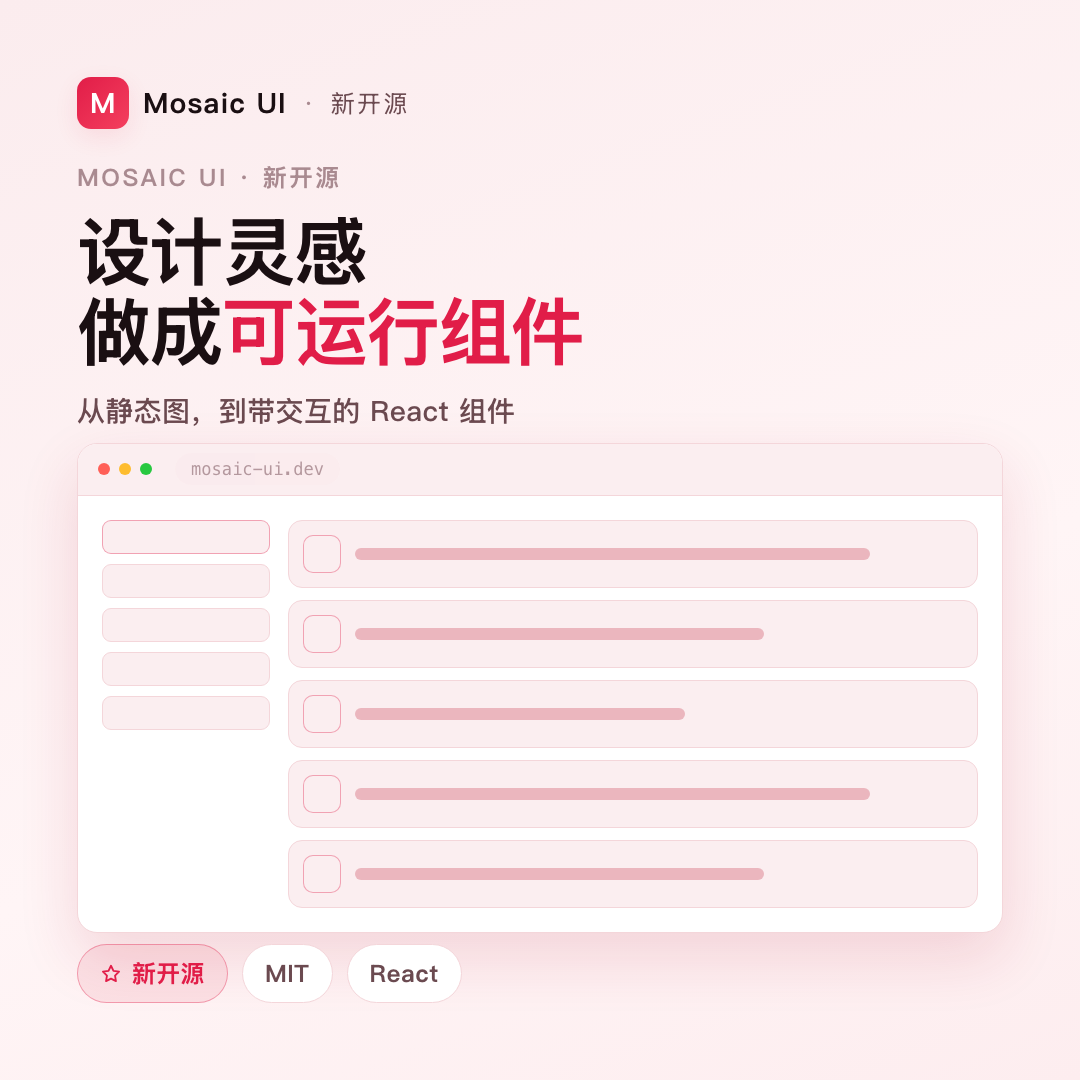 M Mosaic UI · 新开源
MOSAIC UI · 新开源
设计灵感
做成可运行组件
从静态图，到带交互的 React 组件
mosaic-ui.dev
新开源 MIT React